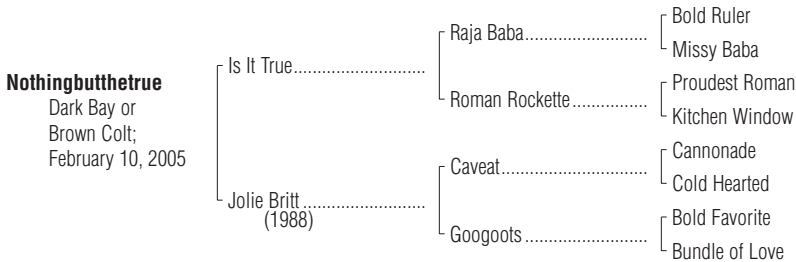 Bold Ruler
Raja Baba
Missy Baba
Is It True
Nothingbutthetrue
Proudest Roman
Dark Bay or
Roman Rockette
Kitchen Window
Brown Colt;
February 10, 2005
Cannonade
Caveat
Cold Hearted
Jolie Britt
(1988)
Bold Favorite
Googoots
Bundle of Love